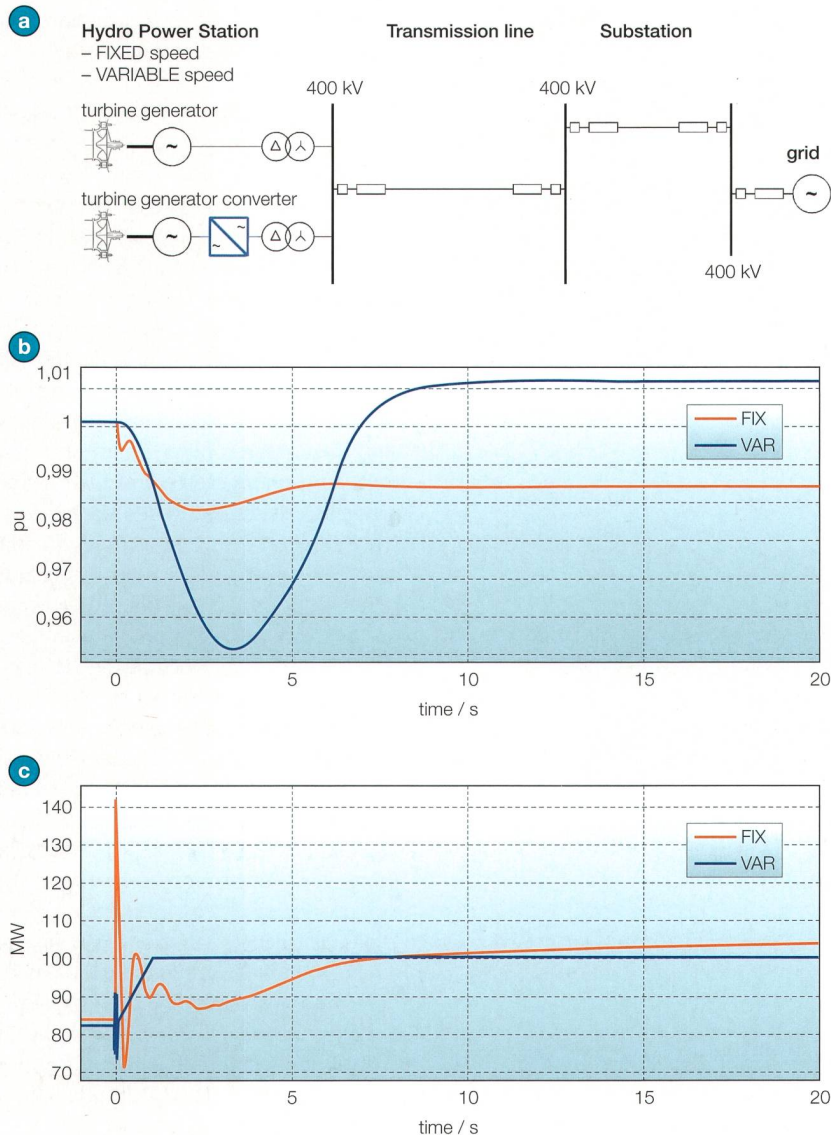 a
Hydro Power Station
– FIXED speed
– VARIABLE speed
Transmission line
Substation
400 kV
400 kV
turbine generator
~
Δ
grid
~
turbine generator converter
~
~
~
Δ
400 kV
b
1,01
1
0,99
0,98
0,97
0,96
pu
FIX
VAR
0
5
10
15
20
time / s
c
140
130
120
110
100
90
80
70
MW
FIX
VAR
0
5
10
15
20
time / s